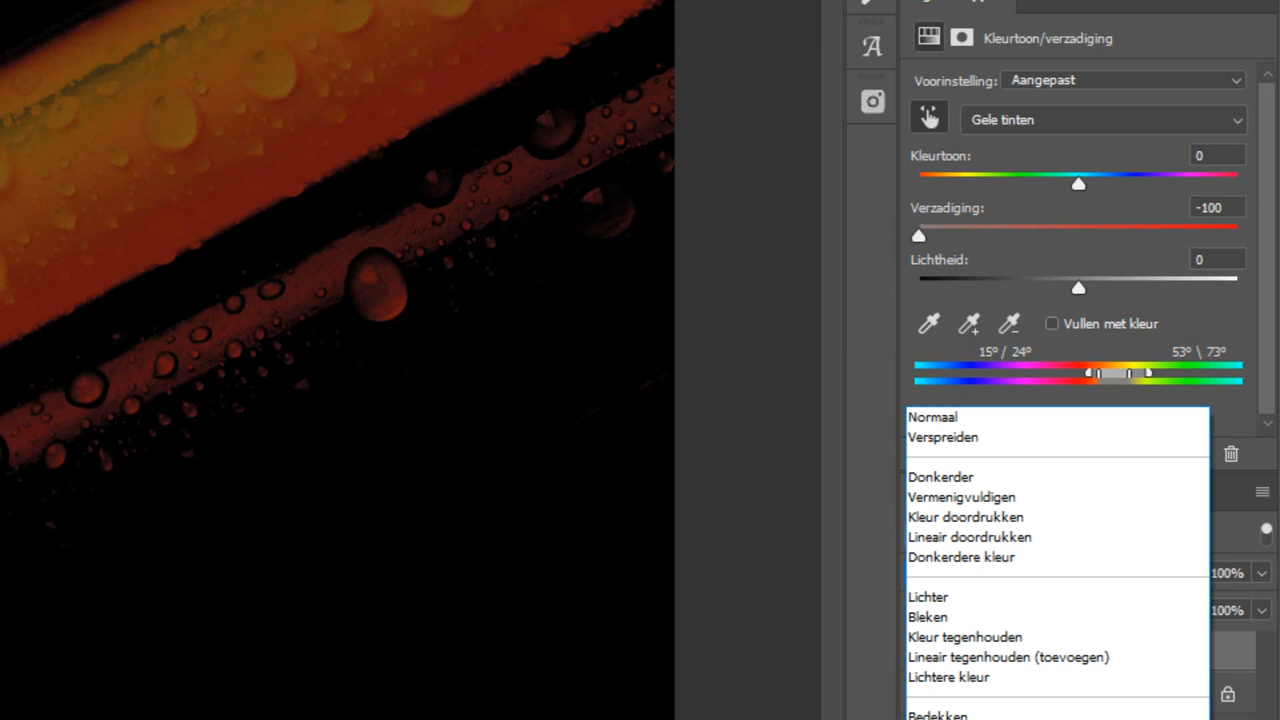 Kleurtoon/verzadiging
Voorinstelling: Aangepast
Gele tinten
Kleurtoon: 0
Verzadiging: -100
Lichtheid: 0
Vullen met kleur
15° / 24° 53° \ 73°
Normaal
Verspreiden
Donkerder
Vermenigvuldigen
Kleur doordrukken
Lineair doordrukken
Donkerdere kleur
100%
Lichter
100%
Bleken
Kleur tegenhouden
Lineair tegenhouden (toevoegen)
Lichtere kleur
Bedekken